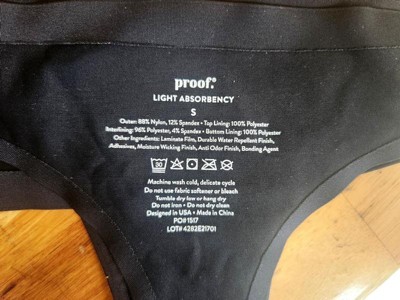 proof.®
LIGHT ABSORBENCY
S
Outer: 88% Nylon, 12% Spandex • Top Lining: 100% Polyester
Interlining: 96% Polyester, 4% Spandex • Bottom Lining: 100% Polyester
Other Ingredients: Laminate Film, Durable Water Repellent Finish,
Adhesives, Moisture Wicking Finish, Anti Odor Finish, Bonding Agent
30
Machine wash cold, delicate cycle
Do not use fabric softener or bleach
Tumble dry low or hang dry
Do not iron • Do not dry clean
Designed in USA • Made in China
PO# 1517
LOT# 4282E21701